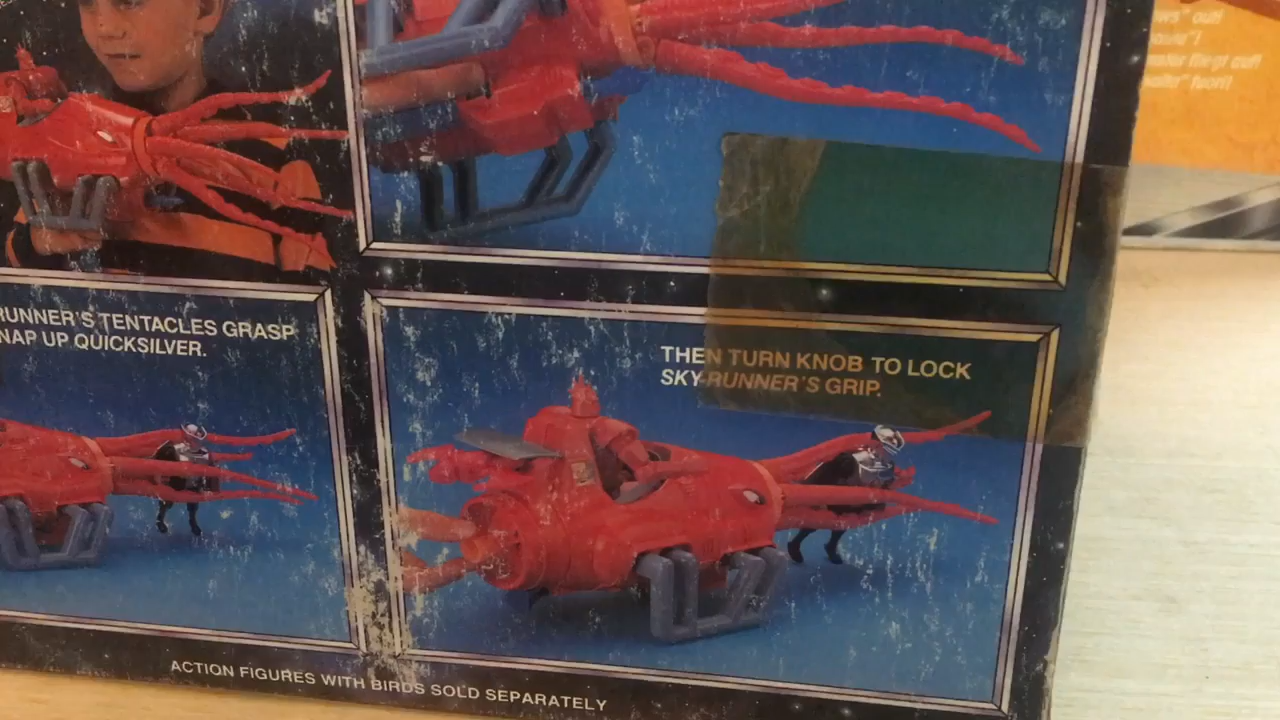 OUT!
RUNNER'S TENTACLES GRASP
NAP UP QUICKSILVER.
THEN TURN KNOB TO LOCK
SKY-RUNNER'S GRIP.
ACTION FIGURES WITH BIRDS SOLD SEPARATELY